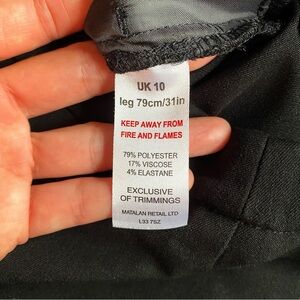 UK 10
leg 79cm/31in
KEEP AWAY FROM
FIRE AND FLAMES
79% POLYESTER
17% VISCOSE
4% ELASTANE
EXCLUSIVE
OF TRIMMINGS
MATALAN RETAIL LTD
L33 7SZ